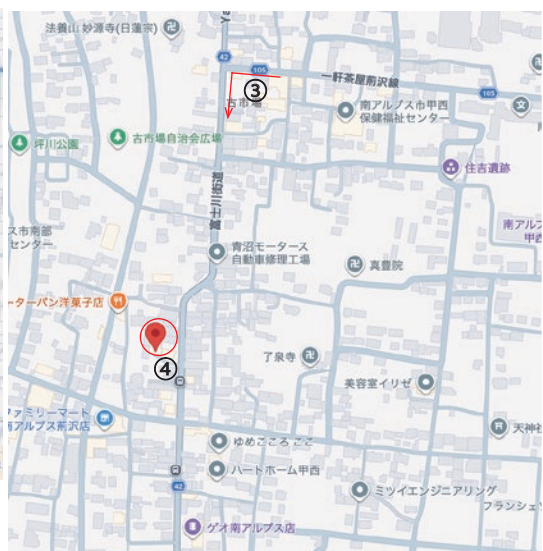 法養山 妙源寺(日蓮宗)
42
105
一軒茶屋荊沢線
105
③
古市場
南アルプス市甲西
保健福祉センター
坪川公園
古市場自治会広場
住吉遺跡
富士川街道
ス市南部
センター
青沼モータース
自動車修理工場
南アルプ
甲西
真豊院
ーターパン洋菓子店
④
了泉寺
美容室イリゼ
ファミリーマート
南アルプス荊沢店
天神社
ゆめこころ ここ
ハートホーム甲西
42
ミツイエンジニアリング
フランシェ
ゲオ南アルプス店